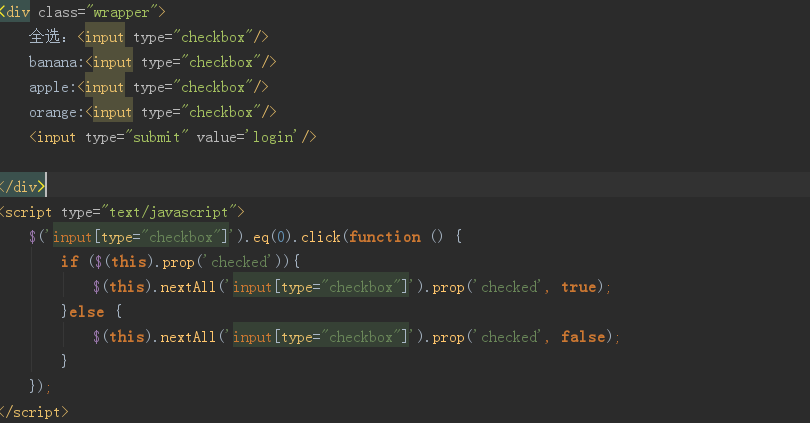 <div class="wrapper">
全选：<input type="checkbox"/>
banana:<input type="checkbox"/>
apple:<input type="checkbox"/>
orange:<input type="checkbox"/>
<input type="submit" value='login'/>
</div>
<script type="text/javascript">
$('input[type="checkbox"]').eq(0).click(function () {
if ($(this).prop('checked')){
$(this).nextAll('input[type="checkbox"]').prop('checked', true);
}else {
$(this).nextAll('input[type="checkbox"]').prop('checked', false);
}
});
</script>